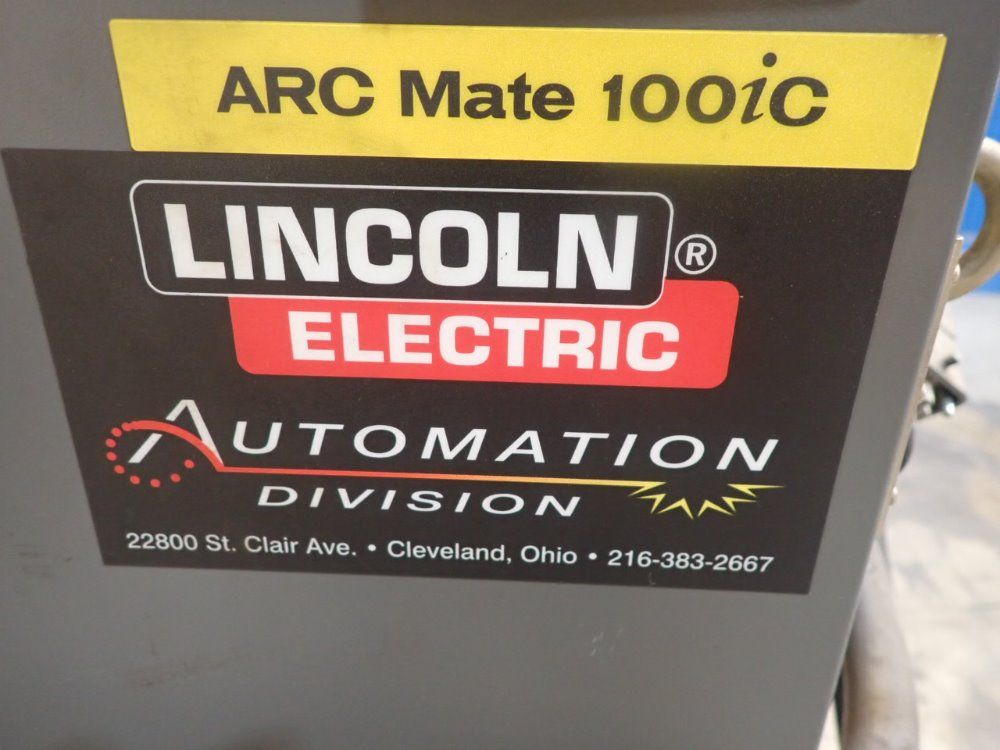 ARC Mate 100iC
LINCOLN ®
ELECTRIC
AUTOMATION
DIVISION
22800 St. Clair Ave. • Cleveland, Ohio • 216-383-2667